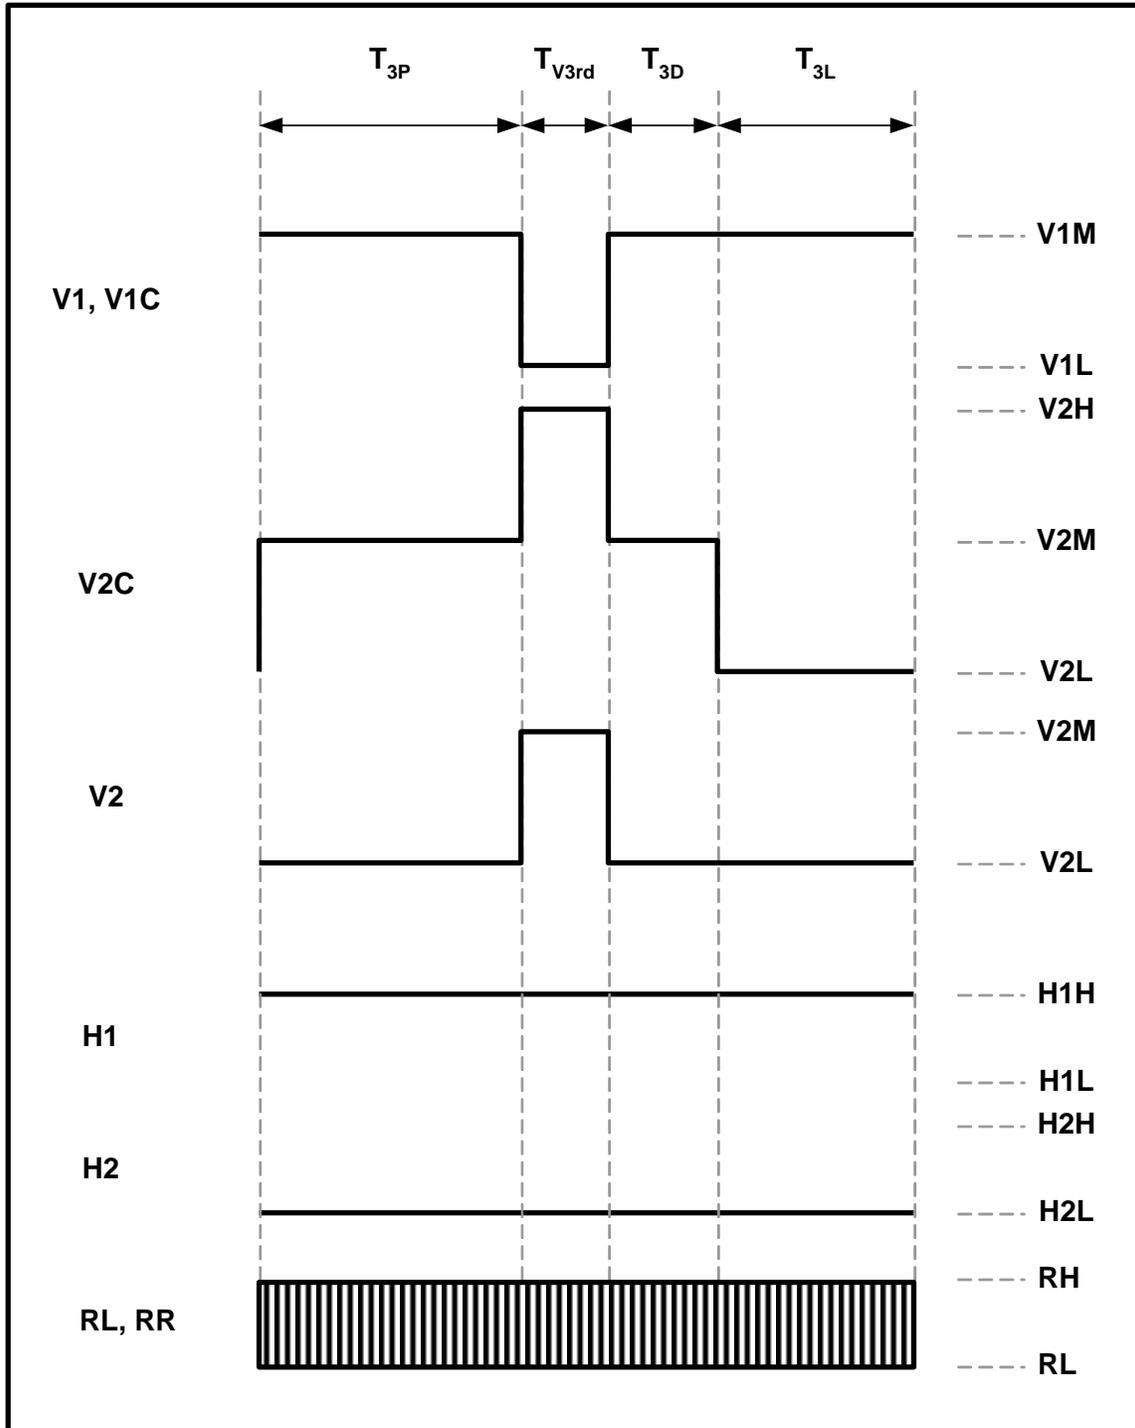 T3P TV3rd T3D T3L
V1M
V1, V1C
V1L
V2H
V2M
V2C
V2L
V2M
V2
V2L
H1H
H1
H1L
H2H
H2
H2L
RH
RL, RR
RL